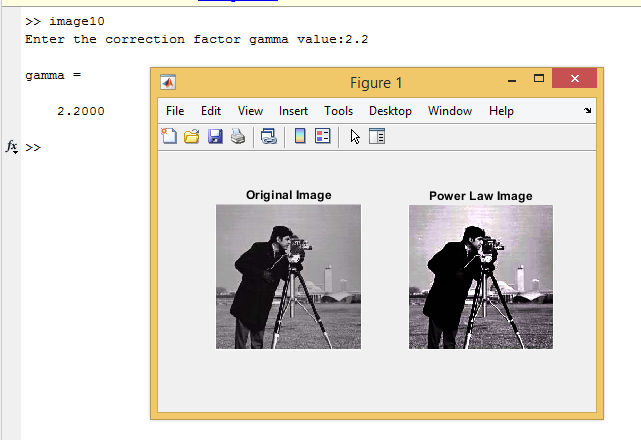 >> image10
Enter the correction factor gamma value:2.2
gamma =
2.2000
fx >>
Figure 1
File Edit View Insert Tools Desktop Window Help
Original Image Power Law Image